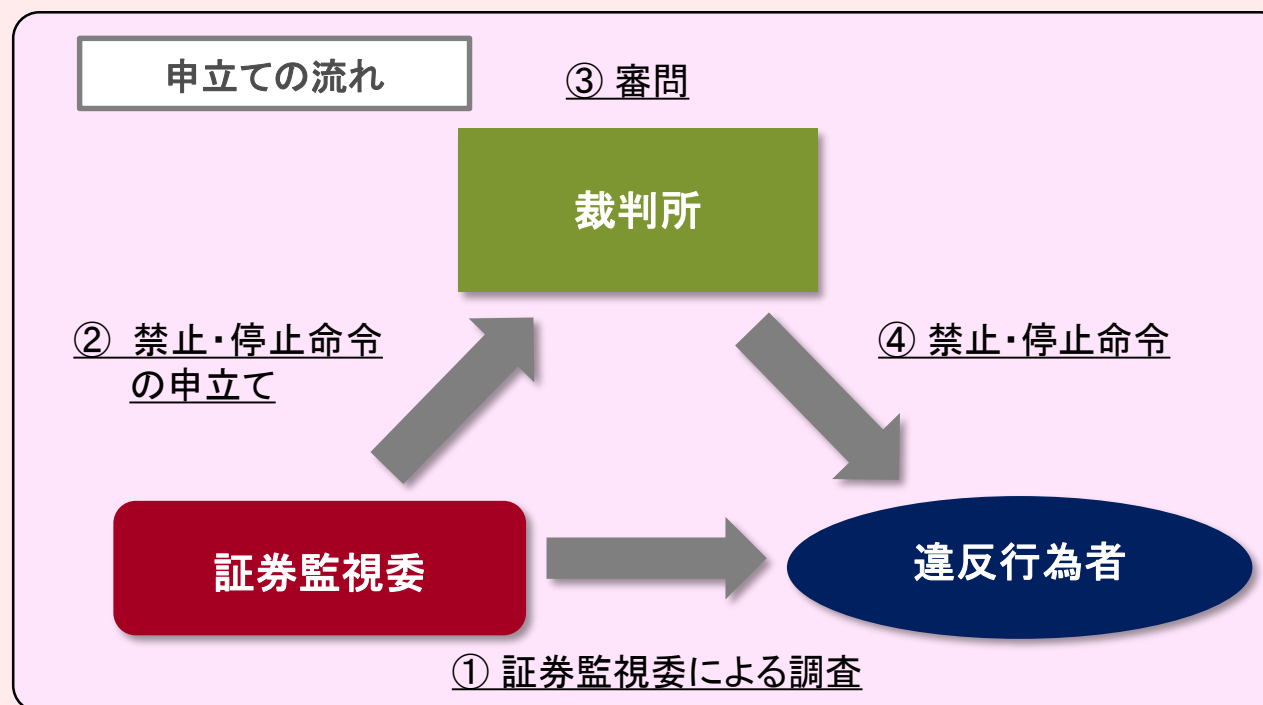 申立ての流れ
③ 審問
裁判所
② 禁止・停止命令
の申立て
④ 禁止・停止命令
証券監視委
違反行為者
① 証券監視委による調査